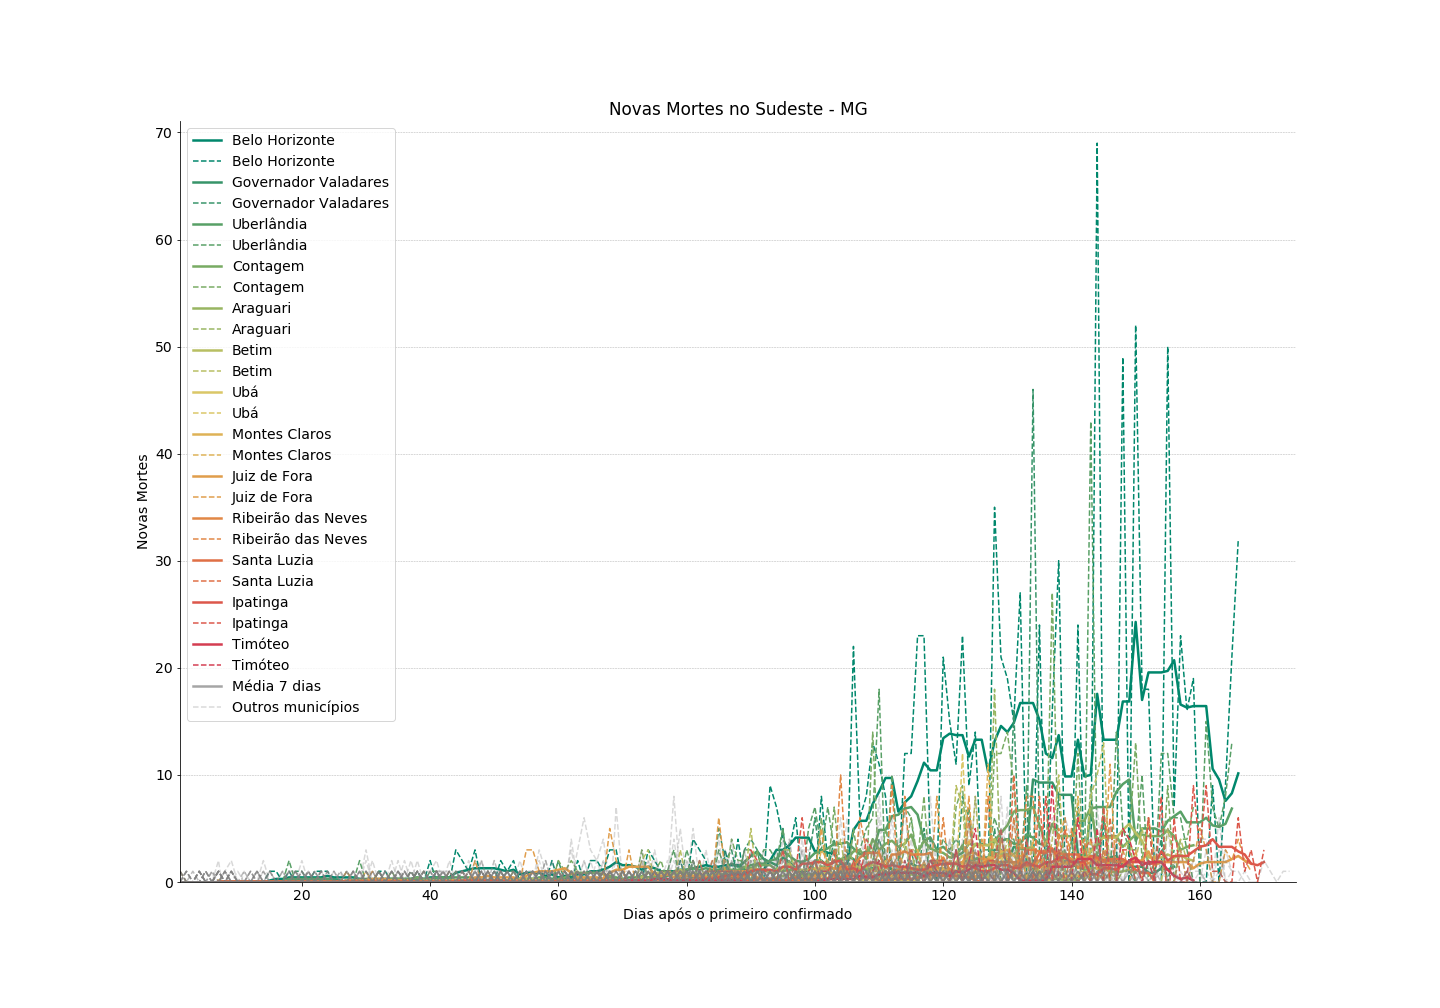 Novas Mortes no Sudeste - MG
70
60
50
40
30
20
10
0
Novas Mortes
Belo Horizonte
Belo Horizonte
Governador Valadares
Governador Valadares
Uberlândia
Uberlândia
Contagem
Contagem
Araguari
Araguari
Betim
Betim
Ubá
Ubá
Montes Claros
Montes Claros
Juiz de Fora
Juiz de Fora
Ribeirão das Neves
Ribeirão das Neves
Santa Luzia
Santa Luzia
Ipatinga
Ipatinga
Timóteo
Timóteo
Média 7 dias
Outros municípios
20 40 60 80 100 120 140 160
Dias após o primeiro confirmado